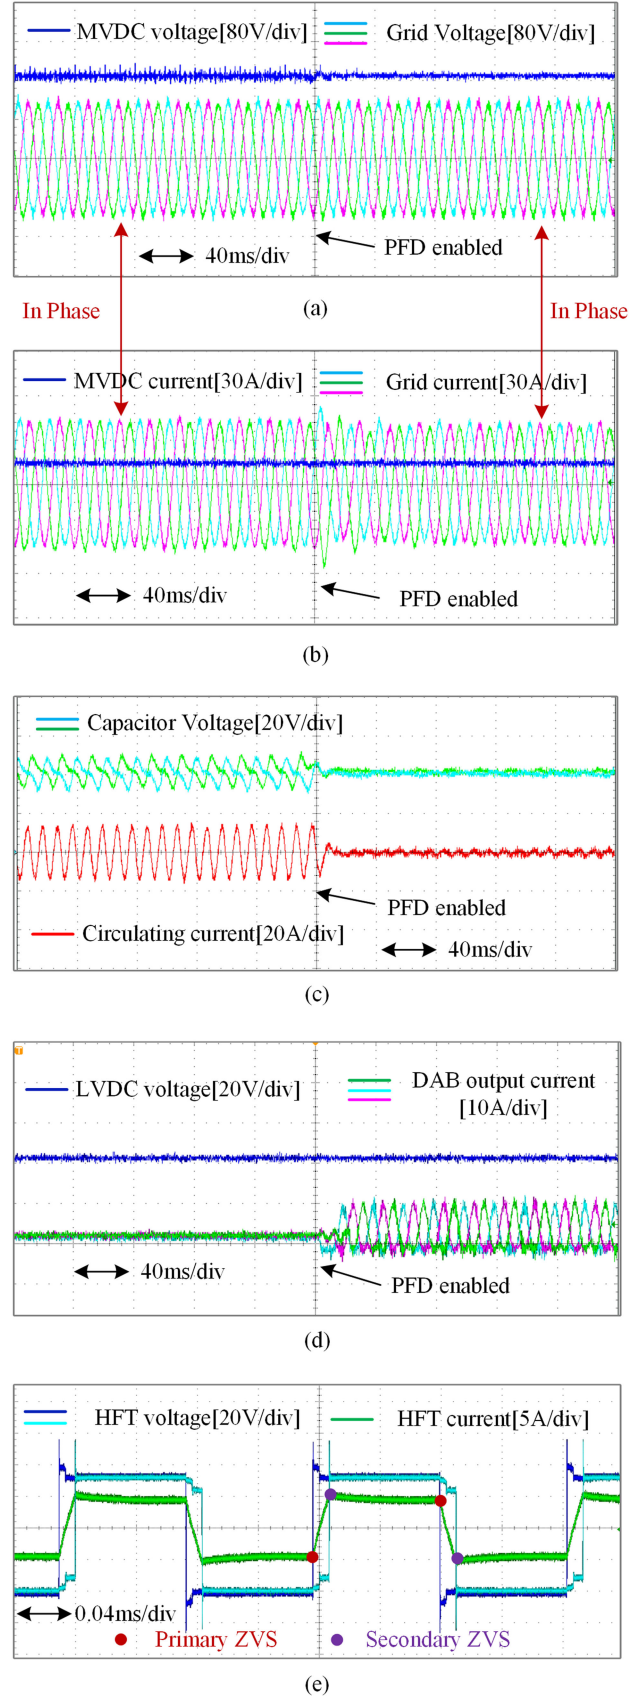 MVDC voltage[80V/div]
Grid Voltage[80V/div]
PFD enabled
40ms/div
(a)
In Phase
In Phase
MVDC current[30A/div]
Grid current[30A/div]
40ms/div
PFD enabled
(b)
Capacitor Voltage[20V/div]
PFD enabled
Circulating current[20A/div]
40ms/div
(c)
T
LVDC voltage[20V/div]
DAB output current
[10A/div]
40ms/div
PFD enabled
(d)
HFT voltage[20V/div]
HFT current[5A/div]
0.04ms/div
Primary ZVS
Secondary ZVS
(e)